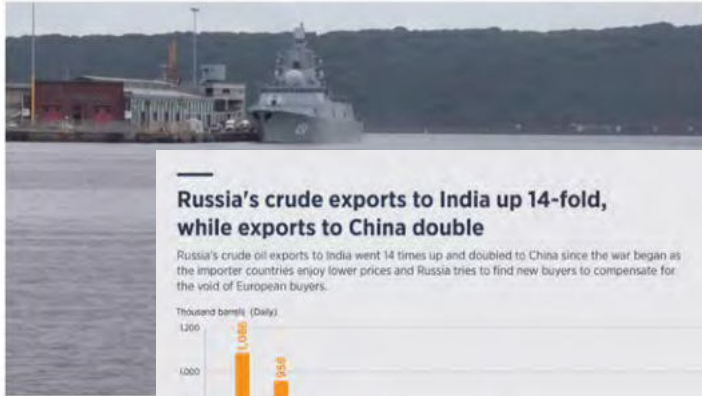 Russia's crude exports to India up 14-fold,
while exports to China double
Russia's crude oil exports to India went 14 times up and doubled to China since the war began as
the importer countries enjoy lower prices and Russia tries to find new buyers to compensate for
the void of European buyers.
Thousand barrels (Daily)
1,200
1,086
956
1,000